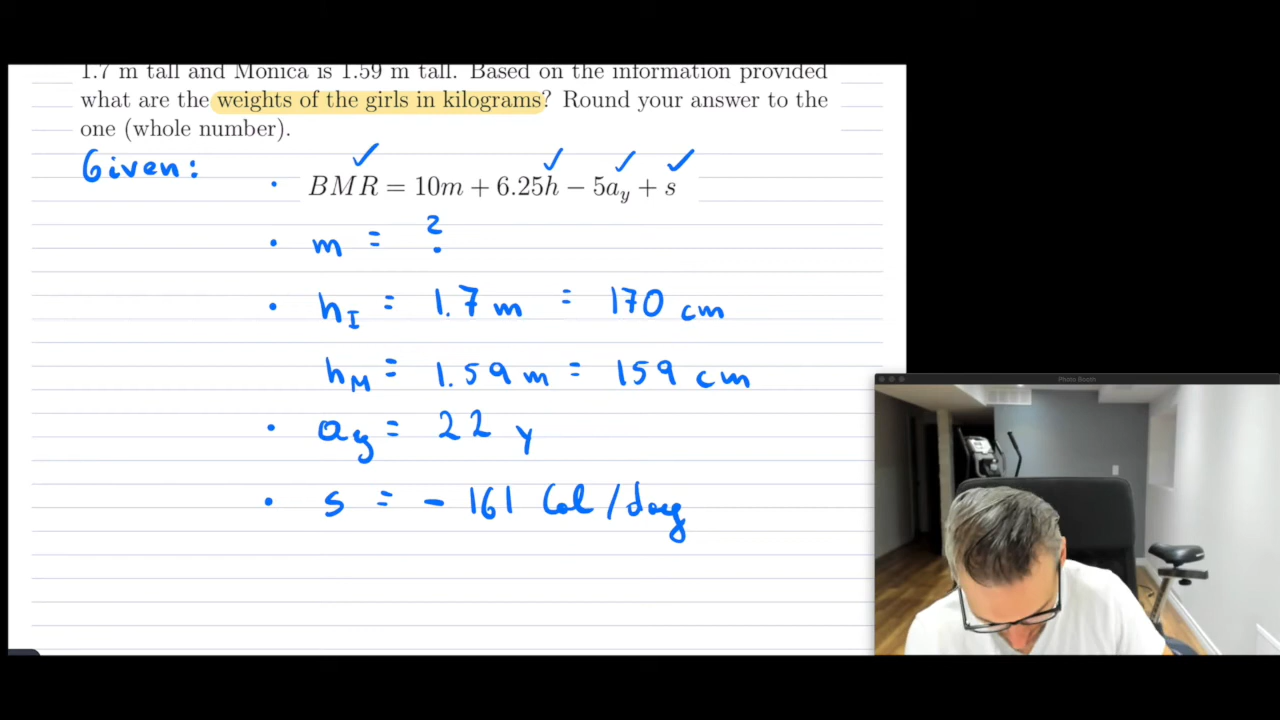 1.7 m tall and Monica is 1.59 m tall. Based on the information provided
what are the weights of the girls in kilograms? Round your answer to the
one (whole number).
Given:
• BMR = 10m + 6.25h − 5a_y + s
• m = ?
• h_I = 1.7 m = 170 cm
h_M = 1.59 m = 159 cm
• a_y = 22 y
• s = - 161 Cal/day
Photo Booth